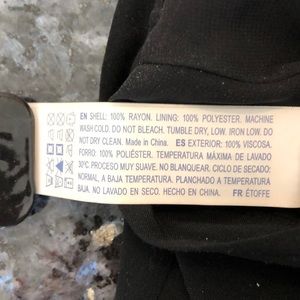 EN SHELL: 100% RAYON. LINING: 100% POLYESTER. MACHINE
WASH COLD. DO NOT BLEACH. TUMBLE DRY, LOW. IRON LOW. DO
NOT DRY CLEAN. Made in China. ES EXTERIOR: 100% VISCOSA.
FORRO: 100% POLIÉSTER. TEMPERATURA MÁXIMA DE LAVADO
30°C PROCESO MUY SUAVE. NO BLANQUEAR. CICLO DE SECADO:
NORMAL, A BAJA TEMPERATURA. PLANCHADO A TEMPERATURA
BAJA. NO LAVADO EN SECO. HECHO EN CHINA. FR ÉTOFFE